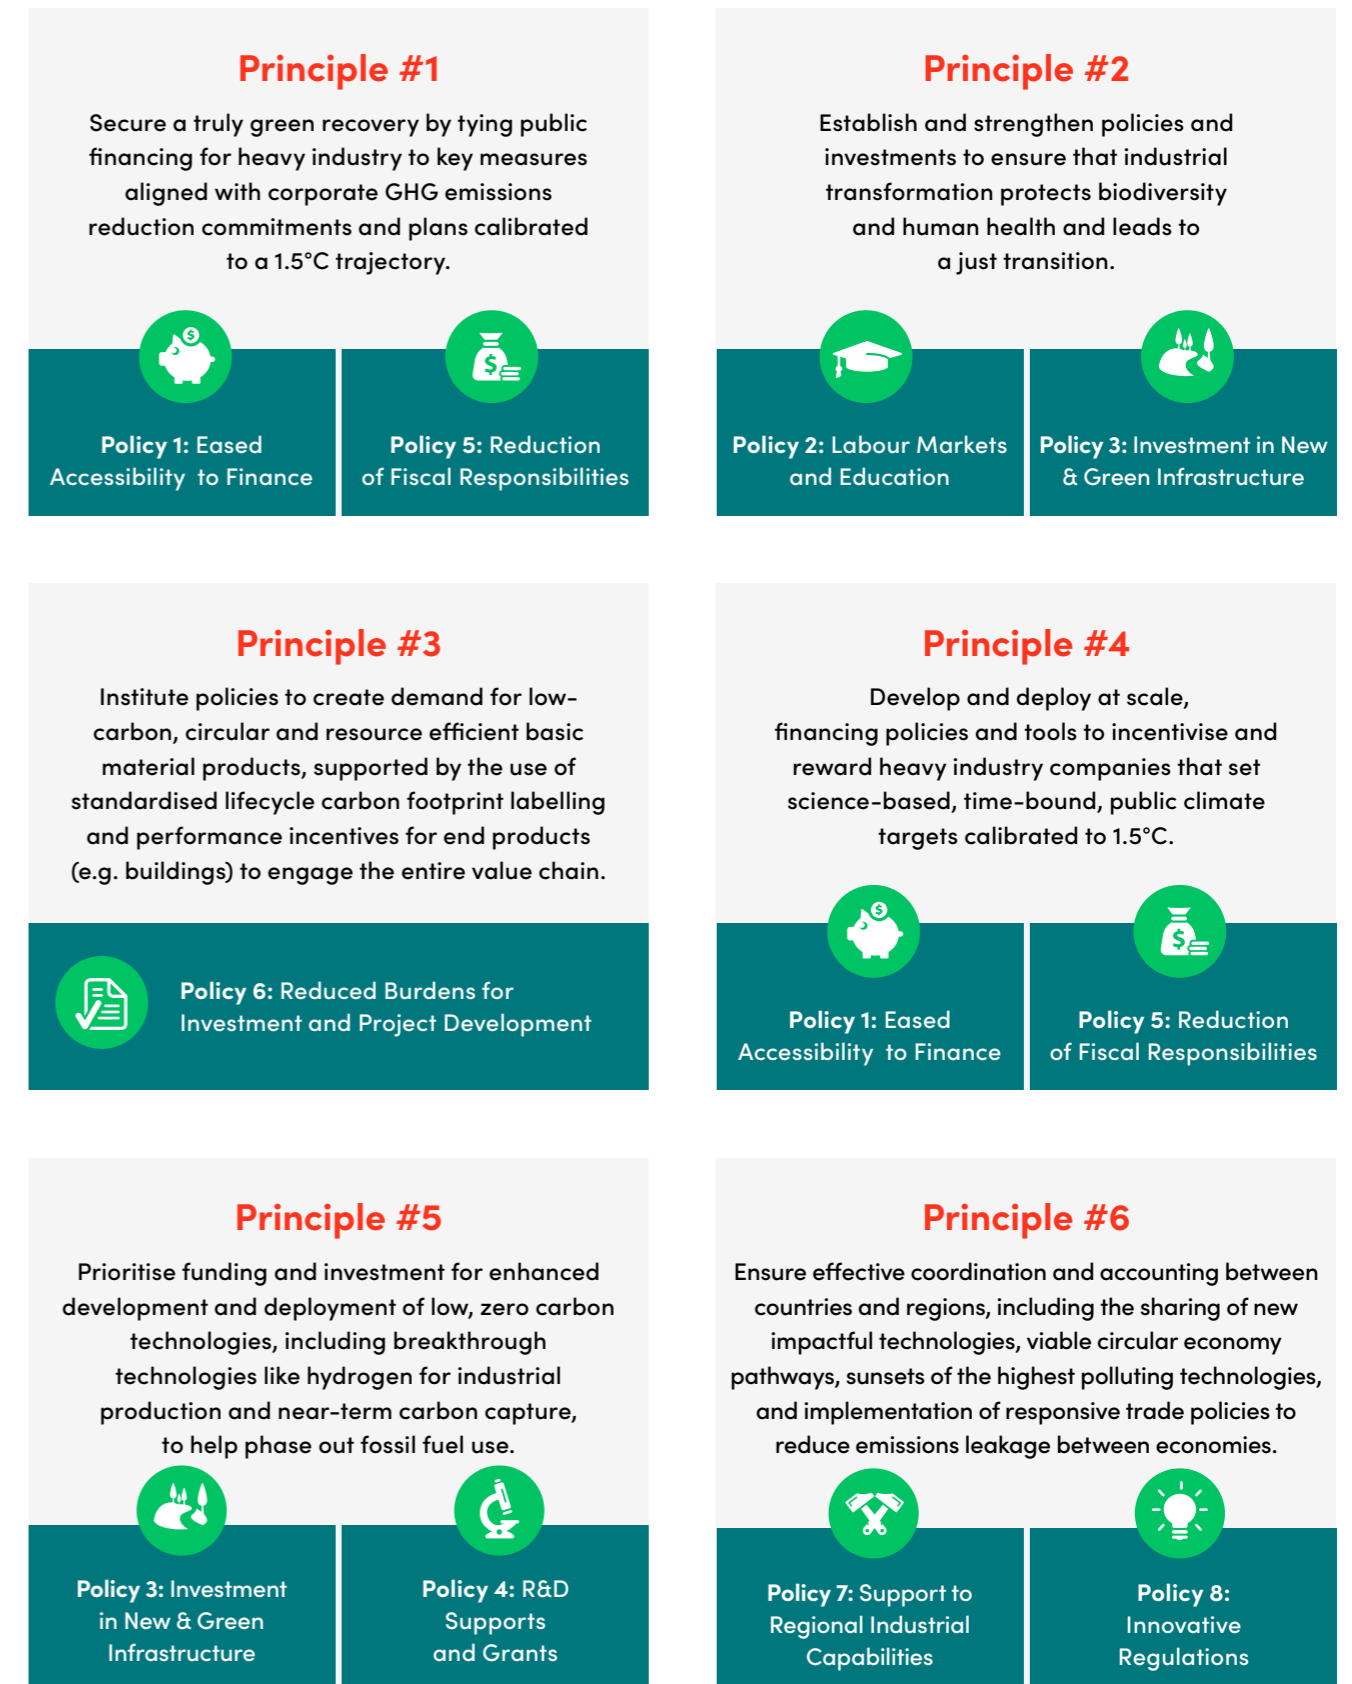 Principle #1
Secure a truly green recovery by tying public
financing for heavy industry to key measures
aligned with corporate GHG emissions
reduction commitments and plans calibrated
to a 1.5°C trajectory.
Policy 1: Eased
Accessibility to Finance
Policy 5: Reduction
of Fiscal Responsibilities
Principle #2
Establish and strengthen policies and
investments to ensure that industrial
transformation protects biodiversity
and human health and leads to
a just transition.
Policy 2: Labour Markets
and Education
Policy 3: Investment in New
& Green Infrastructure
Principle #3
Institute policies to create demand for low-
carbon, circular and resource efficient basic
material products, supported by the use of
standardised lifecycle carbon footprint labelling
and performance incentives for end products
(e.g. buildings) to engage the entire value chain.
Policy 6: Reduced Burdens for
Investment and Project Development
Principle #4
Develop and deploy at scale,
financing policies and tools to incentivise and
reward heavy industry companies that set
science-based, time-bound, public climate
targets calibrated to 1.5°C.
Policy 1: Eased
Accessibility to Finance
Policy 5: Reduction
of Fiscal Responsibilities
Principle #5
Prioritise funding and investment for enhanced
development and deployment of low, zero carbon
technologies, including breakthrough
technologies like hydrogen for industrial
production and near-term carbon capture,
to help phase out fossil fuel use.
Policy 3: Investment
in New & Green
Infrastructure
Policy 4: R&D
Supports
and Grants
Principle #6
Ensure effective coordination and accounting between
countries and regions, including the sharing of new
impactful technologies, viable circular economy
pathways, sunsets of the highest polluting technologies,
and implementation of responsive trade policies to
reduce emissions leakage between economies.
Policy 7: Support to
Regional Industrial
Capabilities
Policy 8:
Innovative
Regulations